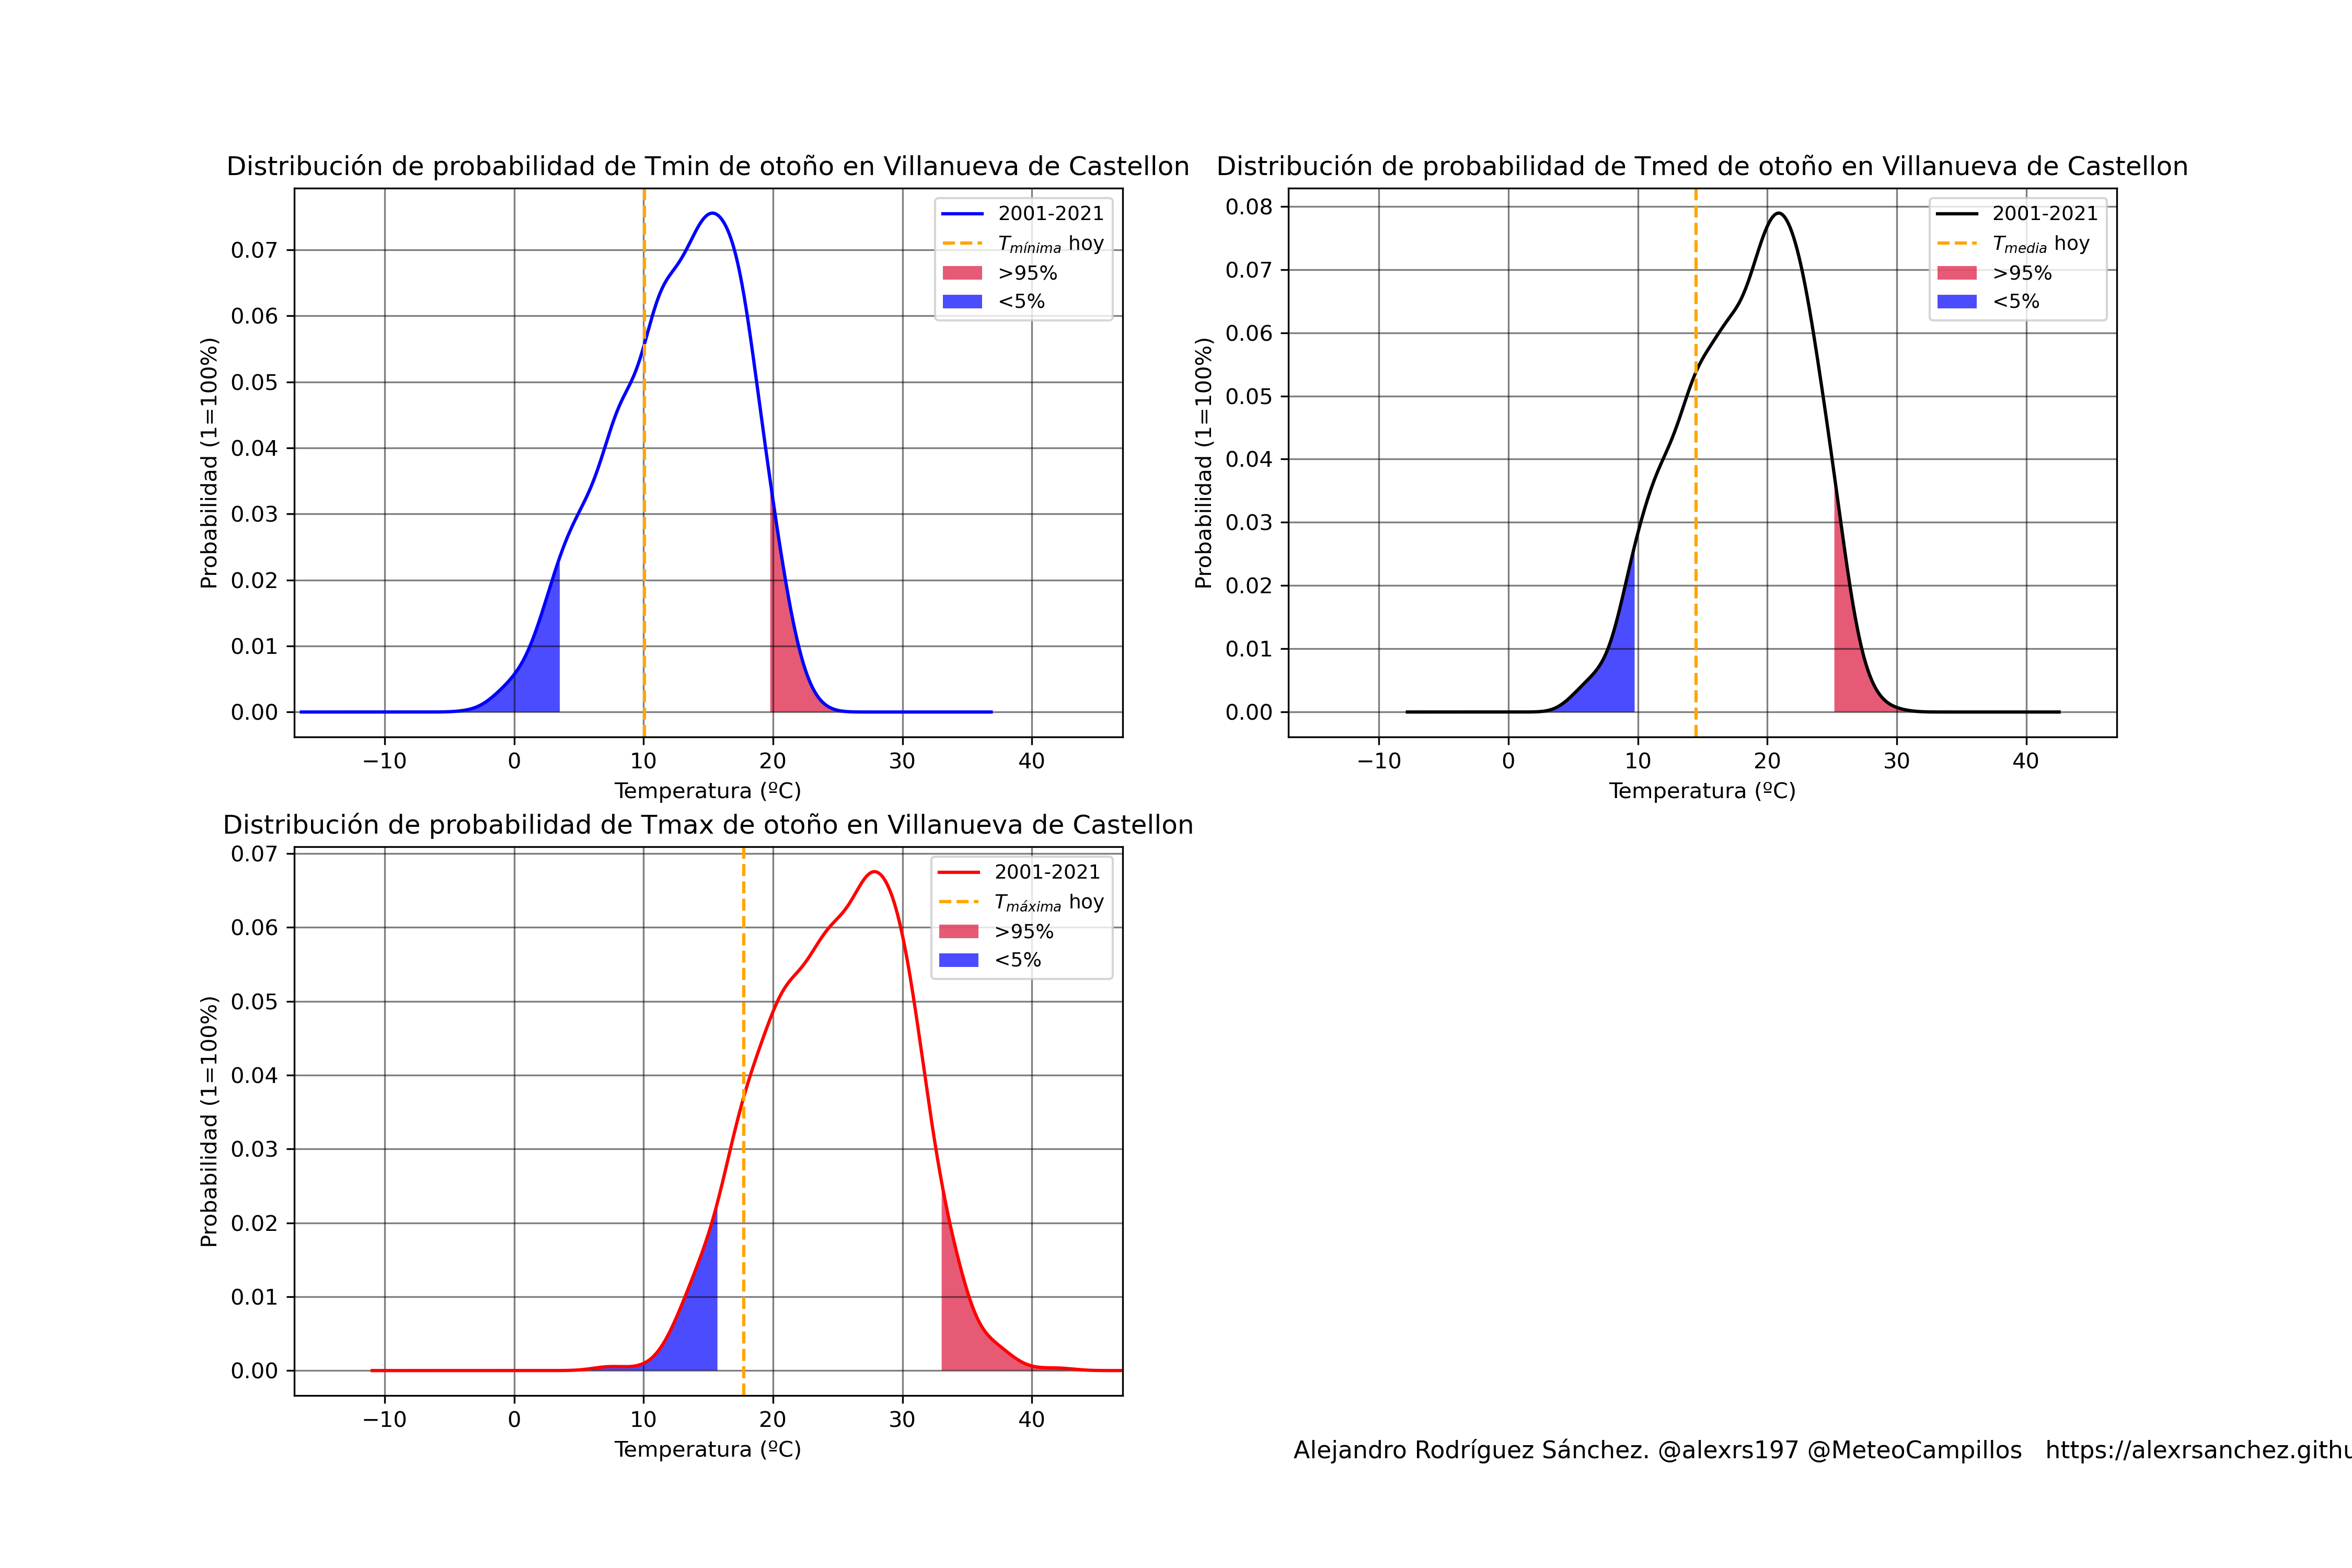 Distribución de probabilidad de Tmin de otoño en Villanueva de Castellon
Probabilidad (1=100%)
0.07
0.06
0.05
0.04
0.03
0.02
0.01
0.00
2001-2021
Tmínima hoy
>95%
<5%
−10 0 10 20 30 40
Temperatura (ºC)
Distribución de probabilidad de Tmed de otoño en Villanueva de Castellon
Probabilidad (1=100%)
0.08
0.07
0.06
0.05
0.04
0.03
0.02
0.01
0.00
2001-2021
Tmedia hoy
>95%
<5%
−10 0 10 20 30 40
Temperatura (ºC)
Distribución de probabilidad de Tmax de otoño en Villanueva de Castellon
Probabilidad (1=100%)
0.07
0.06
0.05
0.04
0.03
0.02
0.01
0.00
2001-2021
Tmáxima hoy
>95%
<5%
−10 0 10 20 30 40
Temperatura (ºC)
Alejandro Rodríguez Sánchez. @alexrs197 @MeteoCampillos https://alexrsanchez.githu